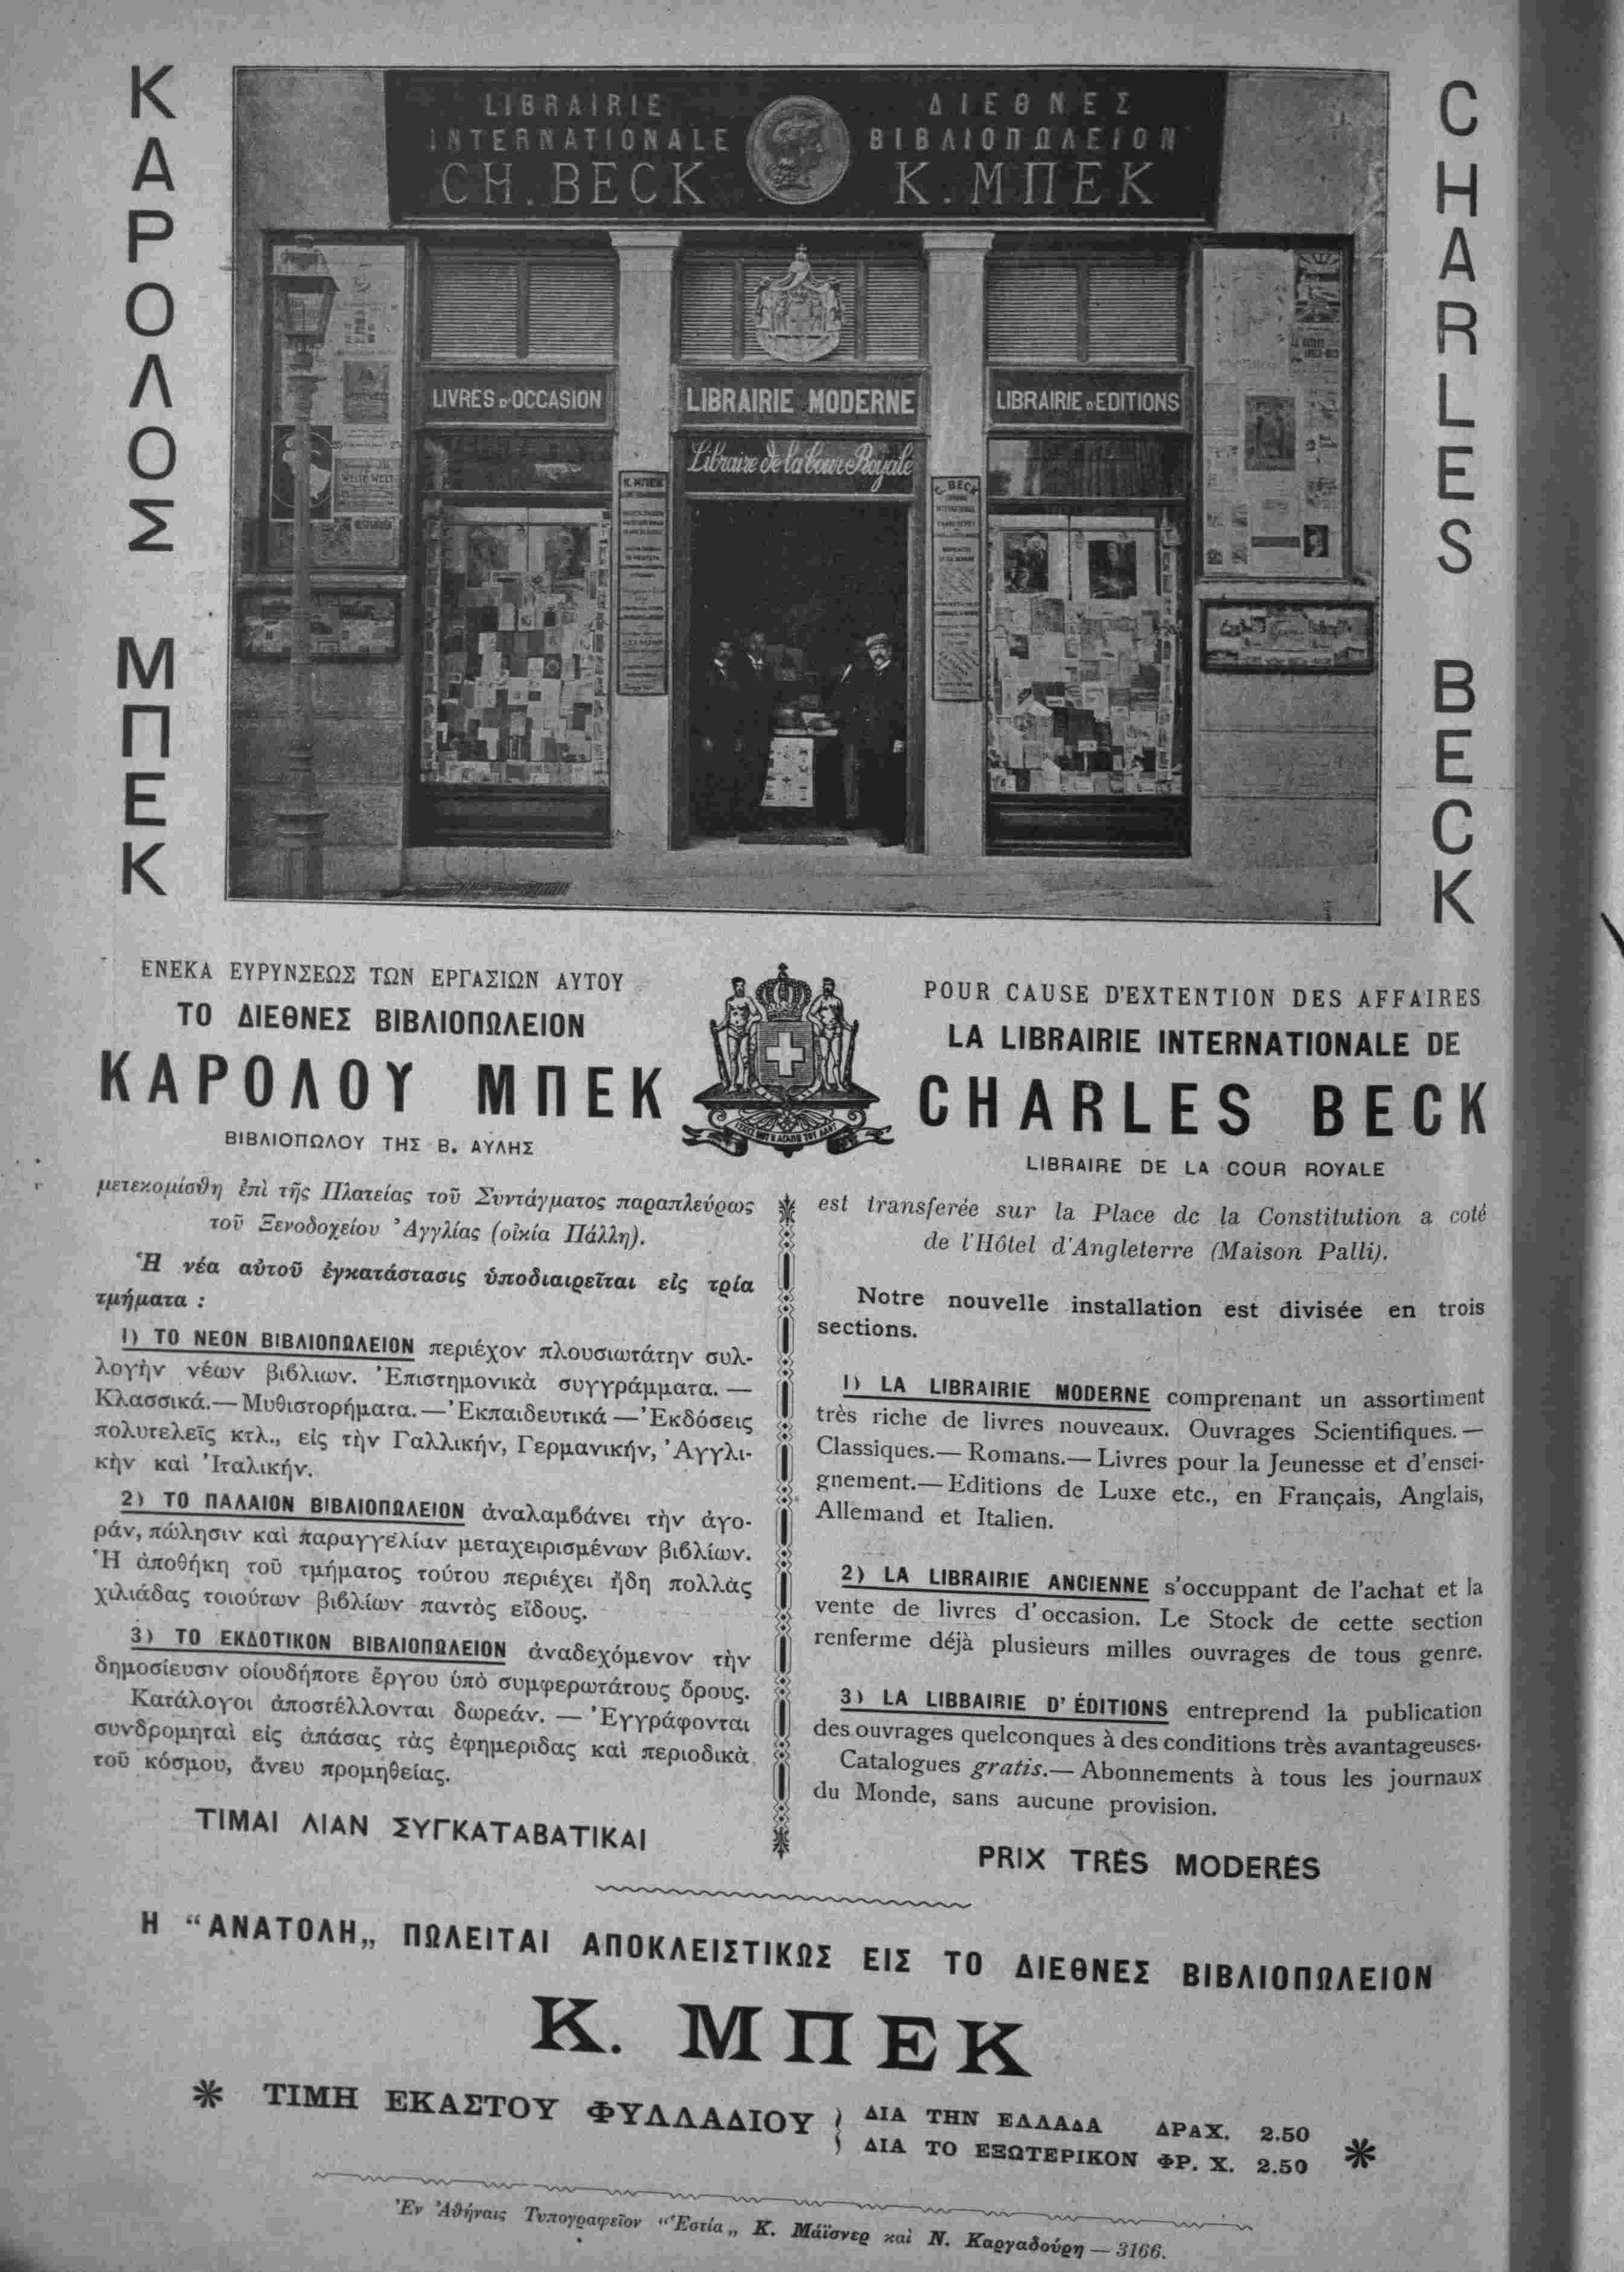 ΚΑΡΟΛΟΣ ΜΠΕΚ
CHARLES BECK
LIBRAIRIE
INTERNATIONALE
CH. BECK
ΔΙΕΘΝΕΣ
ΒΙΒΛΙΟΠΩΛΕΙΟΝ
Κ. ΜΠΕΚ
LIVRES D'OCCASION
LIBRAIRIE MODERNE
LIBRAIRIE D'EDITIONS
Libraire de la Cour Royale
Κ. ΜΠΕΚ
C. BECK
ΕΝΕΚΑ ΕΥΡΥΝΣΕΩΣ ΤΩΝ ΕΡΓΑΣΙΩΝ ΑΥΤΟΥ
ΤΟ ΔΙΕΘΝΕΣ ΒΙΒΛΙΟΠΩΛΕΙΟΝ
ΚΑΡΟΛΟΥ ΜΠΕΚ
ΒΙΒΛΙΟΠΩΛΟΥ ΤΗΣ Β. ΑΥΛΗΣ
μετεκομίσθη ἐπὶ τῆς Πλατείας τοῦ Συντάγματος παραπλεύρως
τοῦ Ξενοδοχείου Ἀγγλίας (οἰκία Πάλλη).
Ἡ νέα αὐτοῦ ἐγκατάστασις ὑποδιαιρεῖται εἰς τρία
τμήματα :
1) ΤΟ ΝΕΟΝ ΒΙΒΛΙΟΠΩΛΕΙΟΝ περιέχον πλουσιωτάτην συλ-
λογὴν νέων βιβλιων. Ἐπιστημονικὰ συγγράμματα. —
Κλασσικά.— Μυθιστορήματα. — Ἐκπαιδευτικά — Ἐκδόσεις
πολυτελεῖς κτλ., εἰς τὴν Γαλλικήν, Γερμανικήν, Ἀγγλι-
κὴν καὶ Ἰταλικήν.
2) ΤΟ ΠΑΛΑΙΟΝ ΒΙΒΛΙΟΠΩΛΕΙΟΝ ἀναλαμβάνει τὴν ἀγο-
ράν, πώλησιν καὶ παραγγελίαν μεταχειρισμένων βιβλίων.
Ἡ ἀποθήκη τοῦ τμήματος τούτου περιέχει ἤδη πολλὰς
χιλιάδας τοιούτων βιβλίων παντὸς εἴδους.
3) ΤΟ ΕΚΔΟΤΙΚΟΝ ΒΙΒΛΙΟΠΩΛΕΙΟΝ ἀναδεχόμενον τὴν
δημοσίευσιν οἱουδήποτε ἔργου ὑπὸ συμφερωτάτους ὅρους.
Κατάλογοι ἀποστέλλονται δωρεάν. — Ἐγγράφονται
συνδρομηταὶ εἰς ἁπάσας τὰς ἐφημεριδας καὶ περιοδικὰ
τοῦ κόσμου, ἄνευ προμηθείας.
ΤΙΜΑΙ ΛΙΑΝ ΣΥΓΚΑΤΑΒΑΤΙΚΑΙ
POUR CAUSE D'EXTENTION DES AFFAIRES
LA LIBRAIRIE INTERNATIONALE DE
CHARLES BECK
LIBRAIRE DE LA COUR ROYALE
est transferée sur la Place de la Constitution a coté
de l'Hôtel d'Angleterre (Maison Palli).
Notre nouvelle installation est divisée en trois
sections.
1) LA LIBRAIRIE MODERNE comprenant un assortiment
très riche de livres nouveaux. Ouvrages Scientifiques. —
Classiques.— Romans.— Livres pour la Jeunesse et d'ensei-
gnement.— Editions de Luxe etc., en Français, Anglais,
Allemand et Italien.
2) LA LIBRAIRIE ANCIENNE s'occuppant de l'achat et la
vente de livres d'occasion. Le Stock de cette section
renferme déjà plusieurs milles ouvrages de tous genre.
3) LA LIBBAIRIE D'ÉDITIONS entreprend la publication
des ouvrages quelconques à des conditions très avantageuses.
Catalogues gratis.— Abonnements à tous les journaux
du Monde, sans aucune provision.
PRIX TRÈS MODERÉS
Η “ΑΝΑΤΟΛΗ„ ΠΩΛΕΙΤΑΙ ΑΠΟΚΛΕΙΣΤΙΚΩΣ ΕΙΣ ΤΟ ΔΙΕΘΝΕΣ ΒΙΒΛΙΟΠΩΛΕΙΟΝ
Κ. ΜΠΕΚ
ΤΙΜΗ ΕΚΑΣΤΟΥ ΦΥΛΛΑΔΙΟΥ
ΔΙΑ ΤΗΝ ΕΛΛΑΔΑ ΔΡΑΧ. 2.50
ΔΙΑ ΤΟ ΕΞΩΤΕΡΙΚΟΝ ΦΡ. Χ. 2.50
Ἐν Ἀθήναις Τυπογραφεῖον “Ἑστία„ Κ. Μάϊσνερ καὶ Ν. Καργαδούρη — 3166.